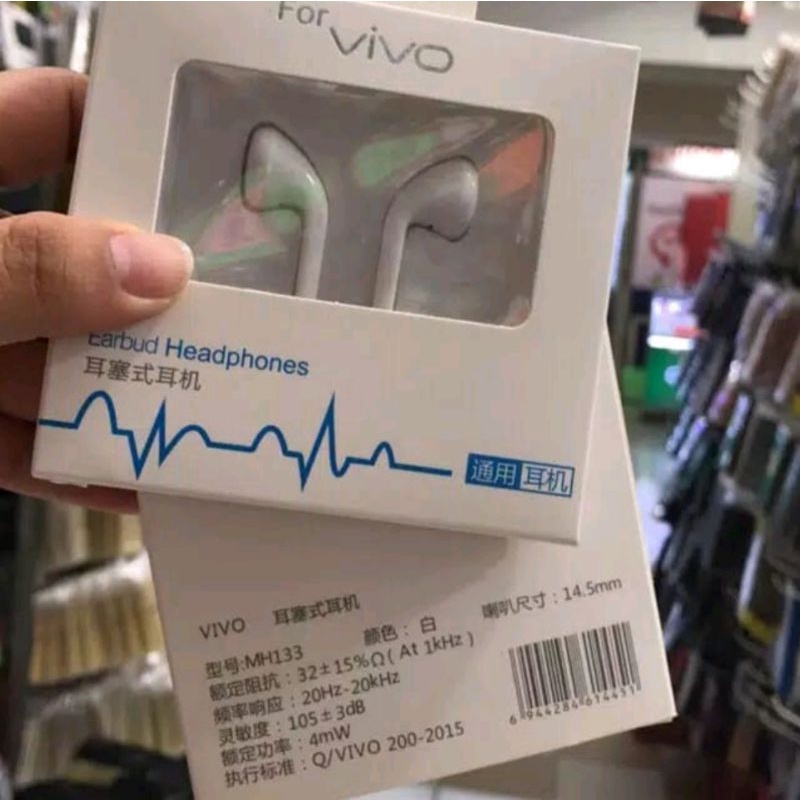 For vivo
Earbud Headphones
耳塞式耳机
通用 耳机
VIVO 耳塞式耳机
型号:MH133 颜色：白 喇叭尺寸：14.5mm
额定阻抗：32±15%Ω( At 1kHz )
频率响应：20Hz-20kHz
灵敏度：105±3dB
额定功率：4mW
执行标准：Q/VIVO 200-2015
6 944284 614451